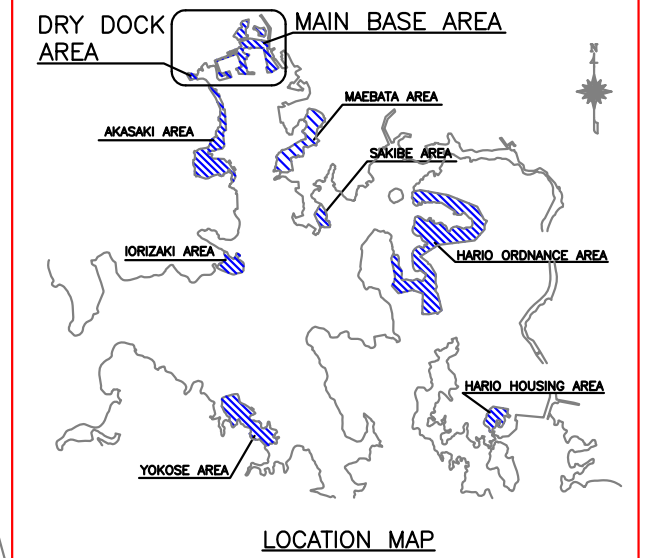 DRY DOCK
AREA
MAIN BASE AREA
N
MAEBATA AREA
AKASAKI AREA
SAKIBE AREA
IORIZAKI AREA
HARIO ORDNANCE AREA
HARIO HOUSING AREA
YOKOSE AREA
LOCATION MAP